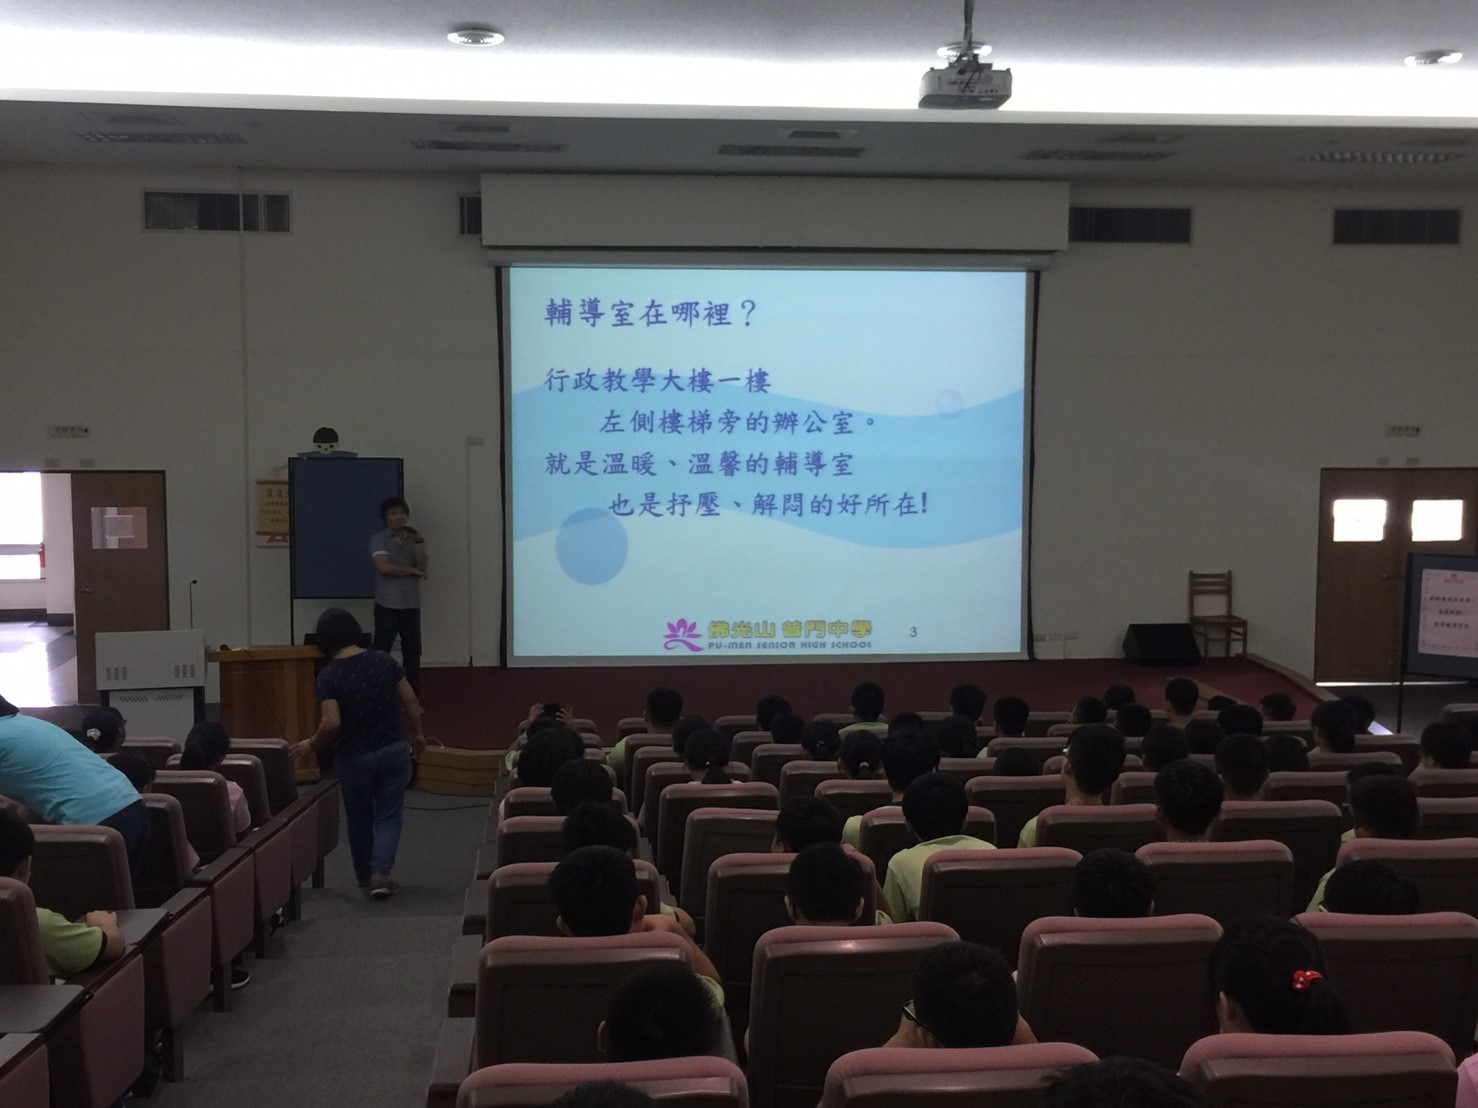 輔導室在哪裡？
行政教學大樓一樓
左側樓梯旁的辦公室。
就是溫暖、溫馨的輔導室
也是抒壓、解悶的好所在!
佛光山 普門中學
PU-MEN SENIOR HIGH SCHOOL
3